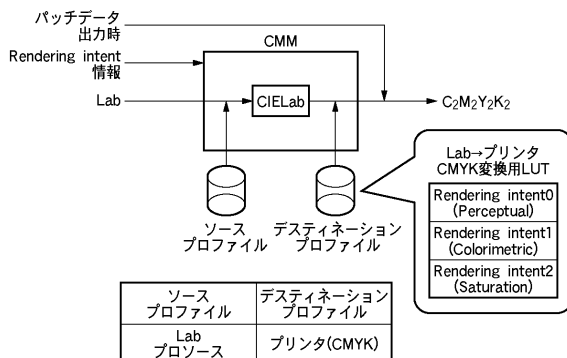 パッチデータ
出力時
Rendering intent
情報
Lab
CMM
CIELab
C₂M₂Y₂K₂
ソース
プロファイル
デスティネーション
プロファイル
Lab→プリンタ
CMYK変換用LUT
Rendering intent0
(Perceptual)
Rendering intent1
(Colorimetric)
Rendering intent2
(Saturation)
ソース
プロファイル
デスティネーション
プロファイル
Lab
プロソース
プリンタ(CMYK)